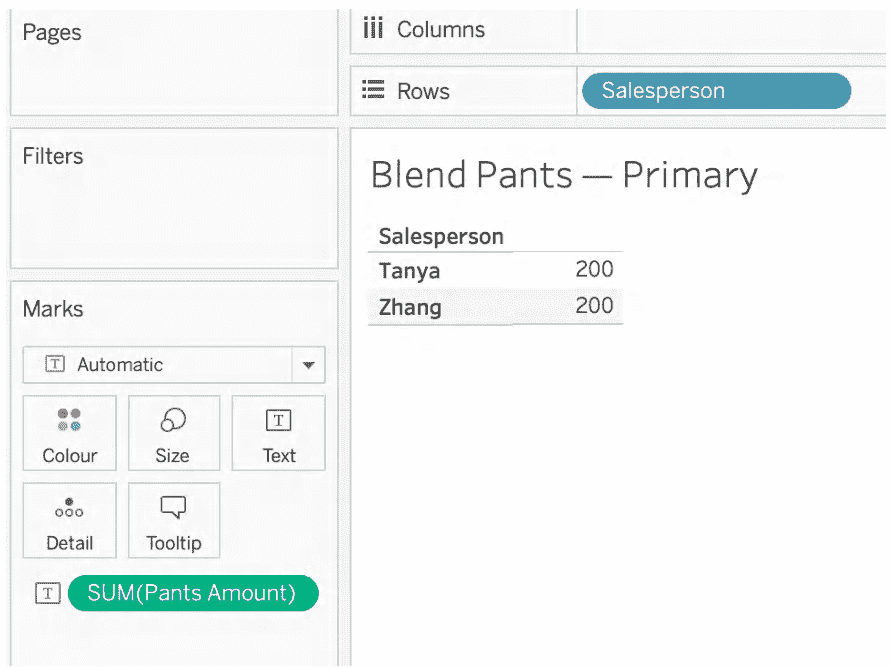 Pages
Columns
Rows
Salesperson
Filters
Blend Pants — Primary
Salesperson
Tanya 200
Zhang 200
Marks
T Automatic
Colour
Size
T
Text
Detail
Tooltip
T SUM(Pants Amount)